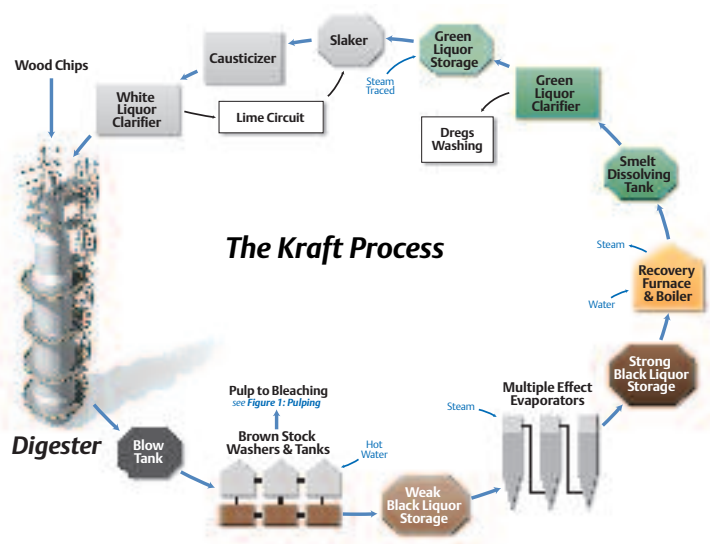 Wood Chips
White
Liquor
Clarifier
Causticizer
Slaker
Green
Liquor
Storage
Steam
Traced
Lime Circuit
Green
Liquor
Clarifier
Dregs
Washing
Smelt
Dissolving
Tank
The Kraft Process
Steam
Water
Recovery
Furnace
& Boiler
Strong
Black Liquor
Storage
Multiple Effect
Evaporators
Steam
Pulp to Bleaching
see Figure 1: Pulping
Brown Stock
Washers & Tanks
Hot
Water
Digester
Blow
Tank
Weak
Black Liquor
Storage